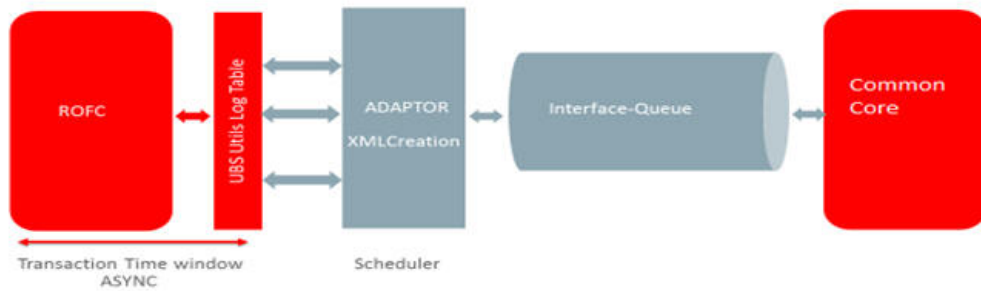 ROFC
UBS Utils Log Table
ADAPTOR
XMLCreation
Interface-Queue
Common
Core
Transaction Time window
ASYNC
Scheduler